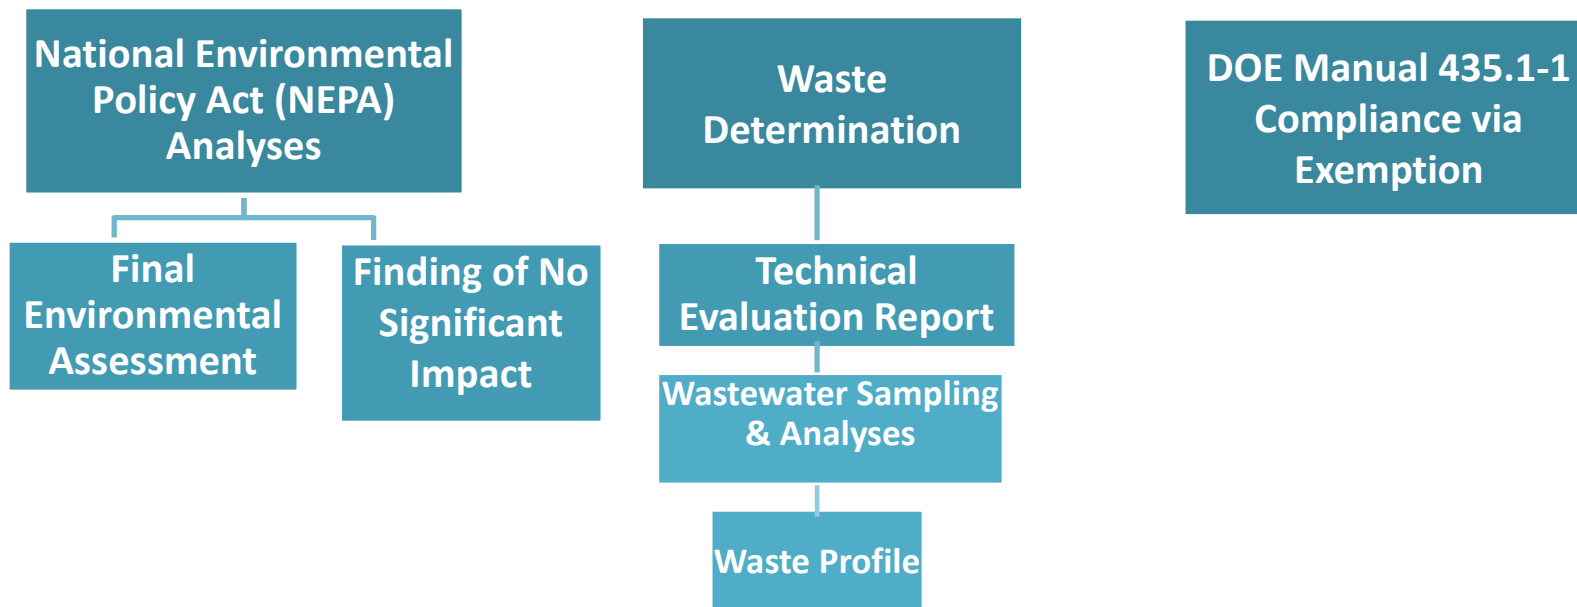 National Environmental
Policy Act (NEPA)
Analyses
Final
Environmental
Assessment
Finding of No
Significant
Impact
Waste
Determination
Technical
Evaluation Report
Wastewater Sampling
& Analyses
Waste Profile
DOE Manual 435.1-1
Compliance via
Exemption